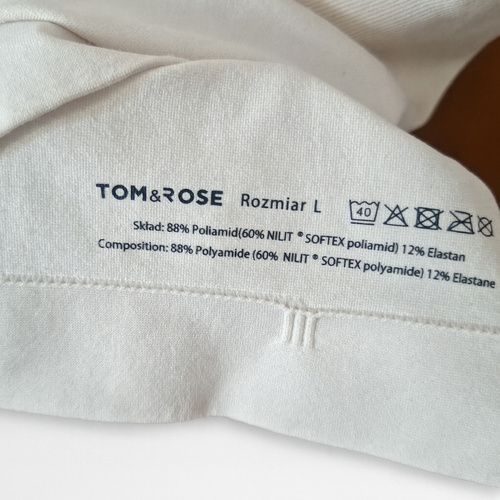 TOM&ROSE Rozmiar L 40
Skład: 88% Poliamid(60% NILIT ® SOFTEX poliamid) 12% Elastan
Composition: 88% Polyamide (60% NILIT ® SOFTEX polyamide) 12% Elastane